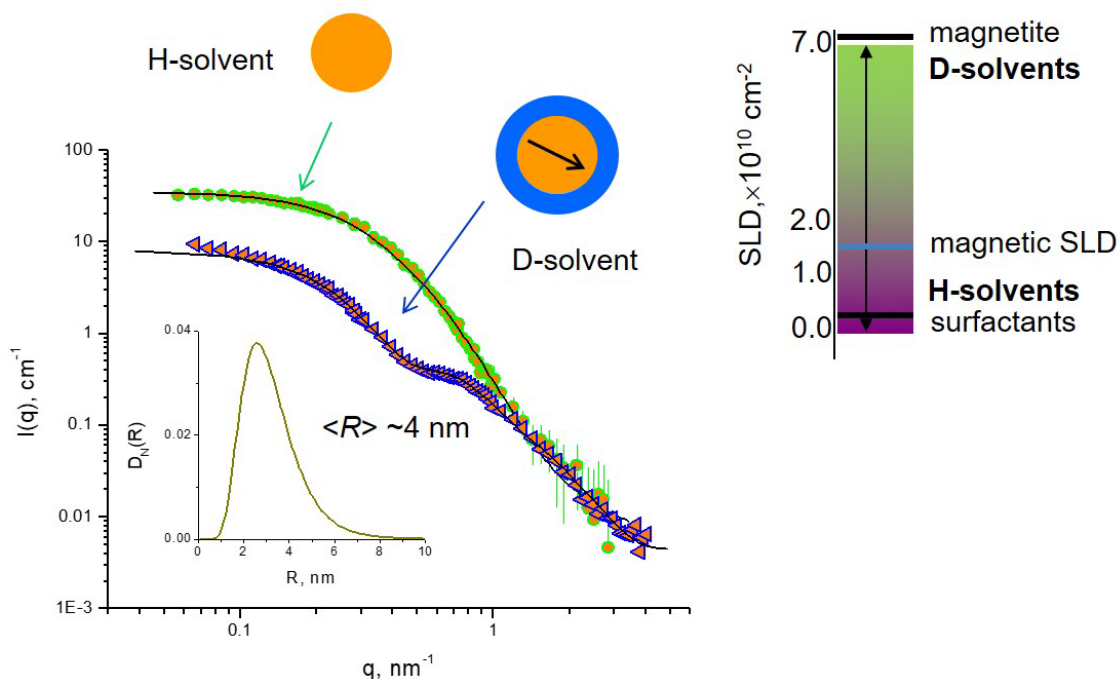 H-solvent
D-solvent
100
10
1
0.1
0.01
1E-3
I(q), cm⁻¹
0.1
1
q, nm⁻¹
0.04
0.02
0.00
D_N(R)
<R> ~4 nm
0 2 4 6 8 10
R, nm
SLD,×10¹⁰ cm⁻²
7.0
2.0
1.0
0.0
magnetite
D-solvents
magnetic SLD
H-solvents
surfactants